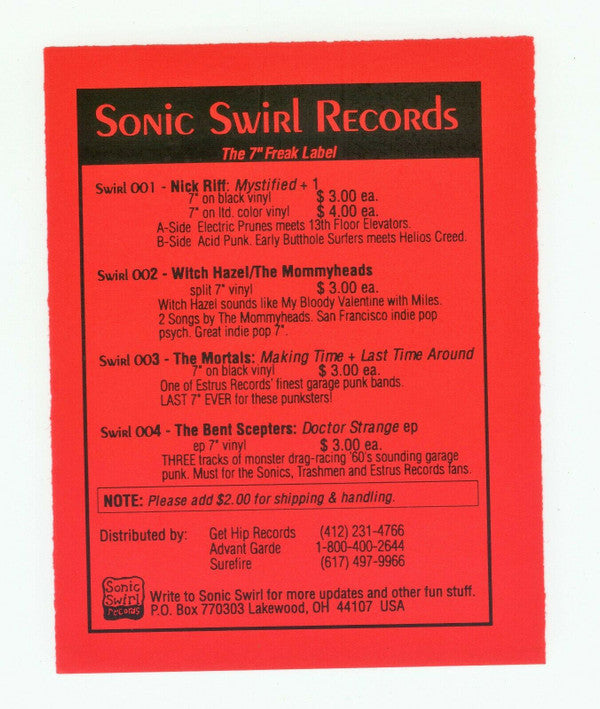 Sonic Swirl Records
The 7" Freak Label
Swirl 001 - Nick Riff: Mystified + 1
7" on black vinyl $ 3.00 ea.
7" on ltd. color vinyl $ 4.00 ea.
A-Side Electric Prunes meets 13th Floor Elevators.
B-Side Acid Punk. Early Butthole Surfers meets Helios Creed.
Swirl 002 - Witch Hazel/The Mommyheads
split 7" vinyl $ 3.00 ea.
Witch Hazel sounds like My Bloody Valentine with Miles.
2 Songs by The Mommyheads. San Francisco indie pop
psych. Great indie pop 7".
Swirl 003 - The Mortals: Making Time + Last Time Around
7" on black vinyl $ 3.00 ea.
One of Estrus Records' finest garage punk bands.
LAST 7" EVER for these punksters!
Swirl 004 - The Bent Scepters: Doctor Strange ep
ep 7" vinyl $ 3.00 ea.
THREE tracks of monster drag-racing '60's sounding garage
punk. Must for the Sonics, Trashmen and Estrus Records fans.
NOTE: Please add $2.00 for shipping & handling.
Distributed by: Get Hip Records (412) 231-4766
Advant Garde 1-800-400-2644
Surefire (617) 497-9966
Sonic
Swirl
records
Write to Sonic Swirl for more updates and other fun stuff.
P.O. Box 770303 Lakewood, OH 44107 USA